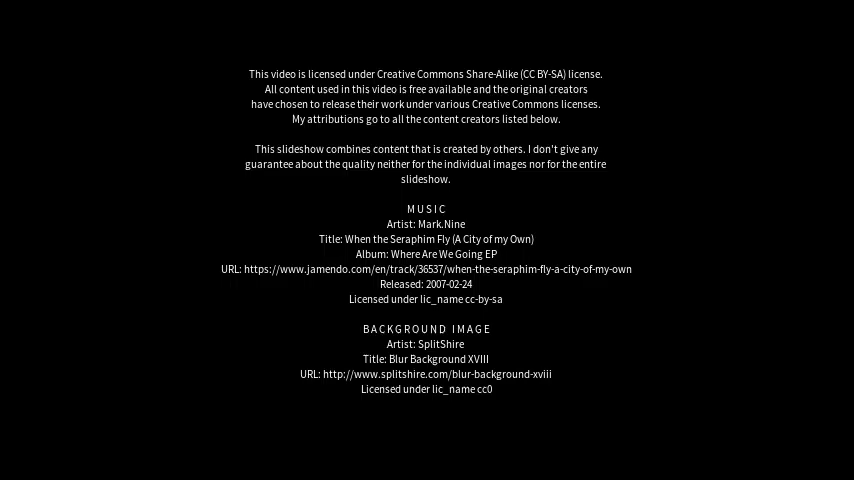 This video is licensed under Creative Commons Share-Alike (CC BY-SA) license.
All content used in this video is free available and the original creators
have chosen to release their work under various Creative Commons licenses.
My attributions go to all the content creators listed below.
This slideshow combines content that is created by others. I don't give any
guarantee about the quality neither for the individual images nor for the entire
slideshow.
MUSIC
Artist: Mark.Nine
Title: When the Seraphim Fly (A City of my Own)
Album: Where Are We Going EP
URL: https://www.jamendo.com/en/track/36537/when-the-seraphim-fly-a-city-of-my-own
Released: 2007-02-24
Licensed under lic_name cc-by-sa
BACKGROUND IMAGE
Artist: SplitShire
Title: Blur Background XVIII
URL: http://www.splitshire.com/blur-background-xviii
Licensed under lic_name cc0